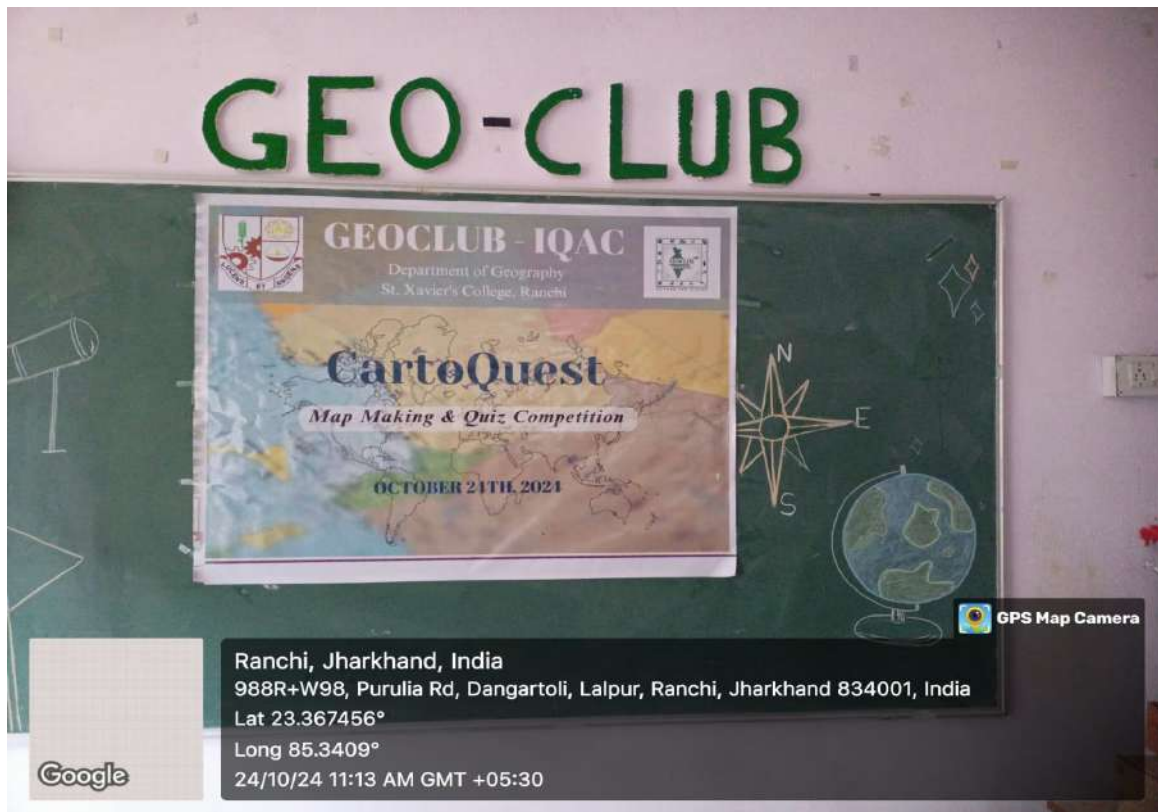 GEO-CLUB
GEOCLUB - IQAC
Department of Geography
St. Xavier's College, Ranchi
CartoQuest
Map Making & Quiz Competition
OCTOBER 24TH, 2024
N
E
S
GPS Map Camera
Ranchi, Jharkhand, India
988R+W98, Purulia Rd, Dangartoli, Lalpur, Ranchi, Jharkhand 834001, India
Lat 23.367456°
Long 85.3409°
24/10/24 11:13 AM GMT +05:30
Google